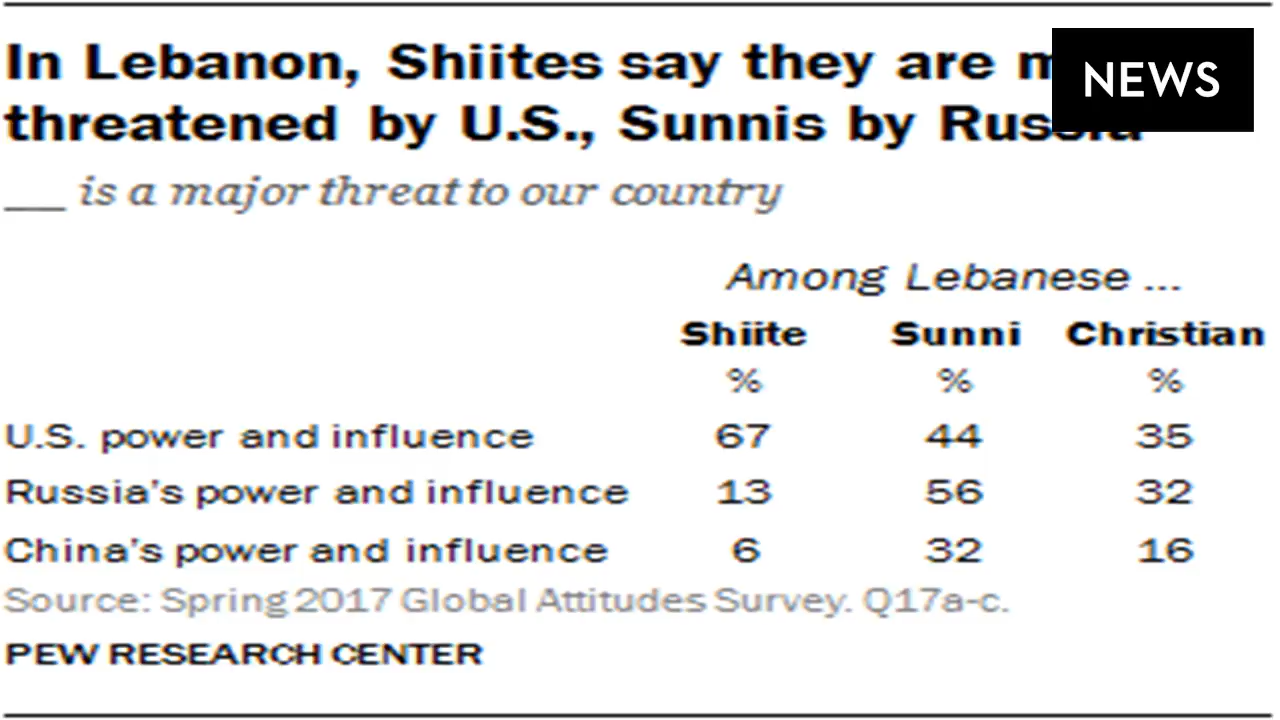 In Lebanon, Shiites say they are
NEWS
threatened by U.S., Sunnis by Russia
__ is a major threat to our country
Among Lebanese ...
Shiite Sunni Christian
% % %
U.S. power and influence 67 44 35
Russia's power and influence 13 56 32
China's power and influence 6 32 16
Source: Spring 2017 Global Attitudes Survey. Q17a-c.
PEW RESEARCH CENTER